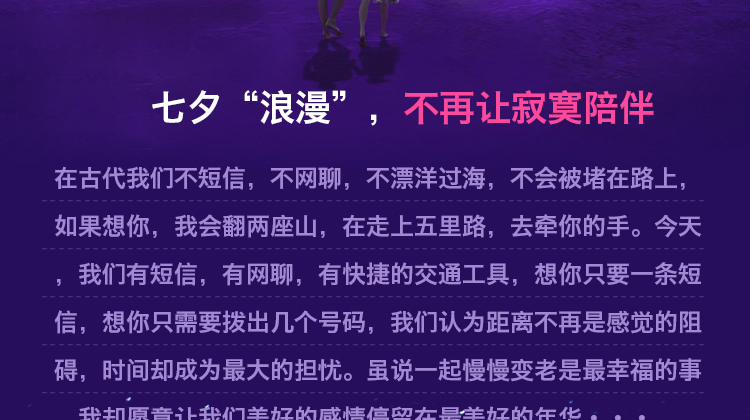 七夕“浪漫”，不再让寂寞陪伴
在古代我们不短信，不网聊，不漂洋过海，不会被堵在路上，
如果想你，我会翻两座山，在走上五里路，去牵你的手。今天
，我们有短信，有网聊，有快捷的交通工具，想你只要一条短
信，想你只需要拨出几个号码，我们认为距离不再是感觉的阻
碍，时间却成为最大的担忧。虽说一起慢慢变老是最幸福的事
，我却愿意让我们美好的感情停留在最美好的年华・・・